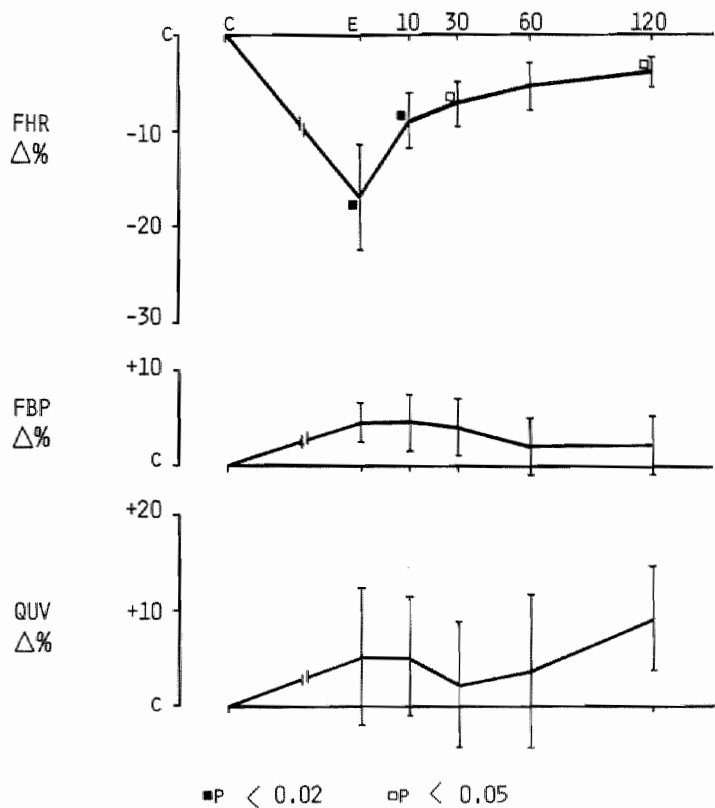 C E 10 30 60 120
C
FHR
△%
-10
-20
-30
+10
FBP
△%
C
+20
QUV
△%
+10
C
■P < 0.02 □P < 0.05